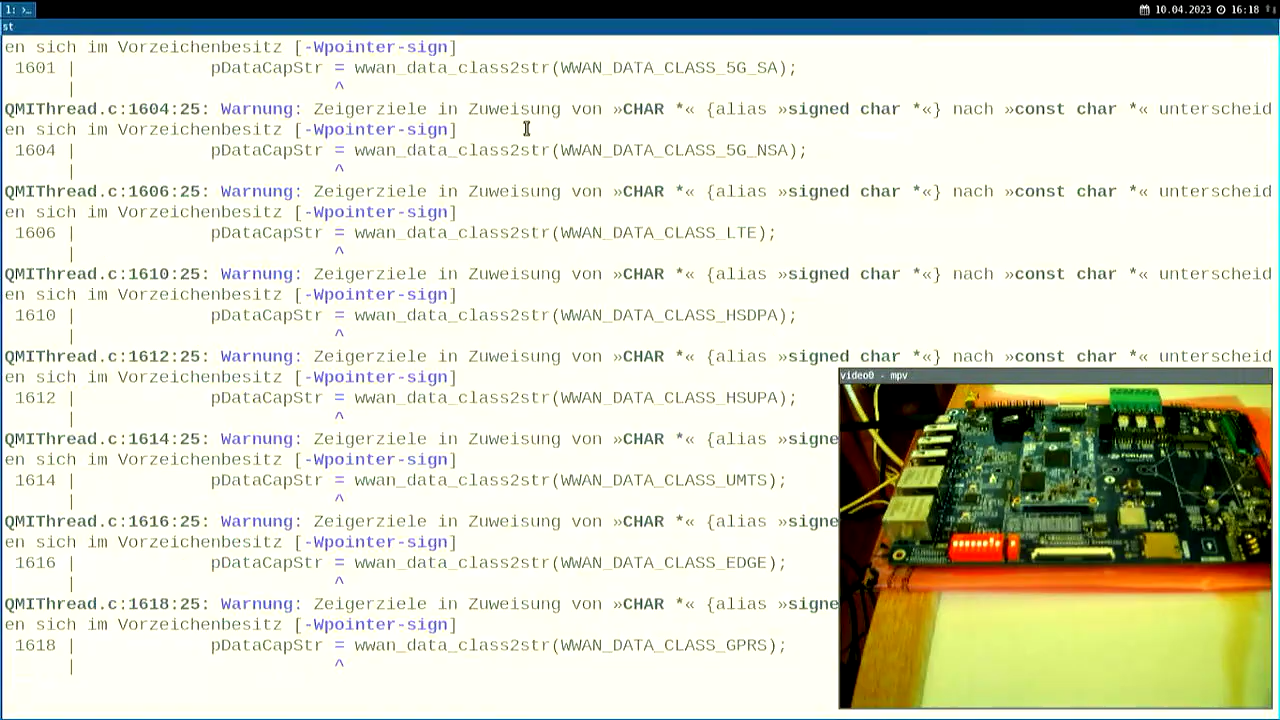 1: ›_
10.04.2023 16:18
st
en sich im Vorzeichenbesitz [-Wpointer-sign]
1601 | pDataCapStr = wwan_data_class2str(WWAN_DATA_CLASS_5G_SA);
| ^
QMIThread.c:1604:25: Warnung: Zeigerziele in Zuweisung von »CHAR *« {alias »signed char *«} nach »const char *« unterscheid
en sich im Vorzeichenbesitz [-Wpointer-sign]
1604 | pDataCapStr = wwan_data_class2str(WWAN_DATA_CLASS_5G_NSA);
| ^
QMIThread.c:1606:25: Warnung: Zeigerziele in Zuweisung von »CHAR *« {alias »signed char *«} nach »const char *« unterscheid
en sich im Vorzeichenbesitz [-Wpointer-sign]
1606 | pDataCapStr = wwan_data_class2str(WWAN_DATA_CLASS_LTE);
| ^
QMIThread.c:1610:25: Warnung: Zeigerziele in Zuweisung von »CHAR *« {alias »signed char *«} nach »const char *« unterscheid
en sich im Vorzeichenbesitz [-Wpointer-sign]
1610 | pDataCapStr = wwan_data_class2str(WWAN_DATA_CLASS_HSDPA);
| ^
QMIThread.c:1612:25: Warnung: Zeigerziele in Zuweisung von »CHAR *« {alias »signed char *«} nach »const char *« unterscheid
en sich im Vorzeichenbesitz [-Wpointer-sign]
1612 | pDataCapStr = wwan_data_class2str(WWAN_DATA_CLASS_HSUPA);
| ^
QMIThread.c:1614:25: Warnung: Zeigerziele in Zuweisung von »CHAR *« {alias »signe
en sich im Vorzeichenbesitz [-Wpointer-sign]
1614 | pDataCapStr = wwan_data_class2str(WWAN_DATA_CLASS_UMTS);
| ^
QMIThread.c:1616:25: Warnung: Zeigerziele in Zuweisung von »CHAR *« {alias »signe
en sich im Vorzeichenbesitz [-Wpointer-sign]
1616 | pDataCapStr = wwan_data_class2str(WWAN_DATA_CLASS_EDGE);
| ^
QMIThread.c:1618:25: Warnung: Zeigerziele in Zuweisung von »CHAR *« {alias »signe
en sich im Vorzeichenbesitz [-Wpointer-sign]
1618 | pDataCapStr = wwan_data_class2str(WWAN_DATA_CLASS_GPRS);
| ^
video0 - mpv